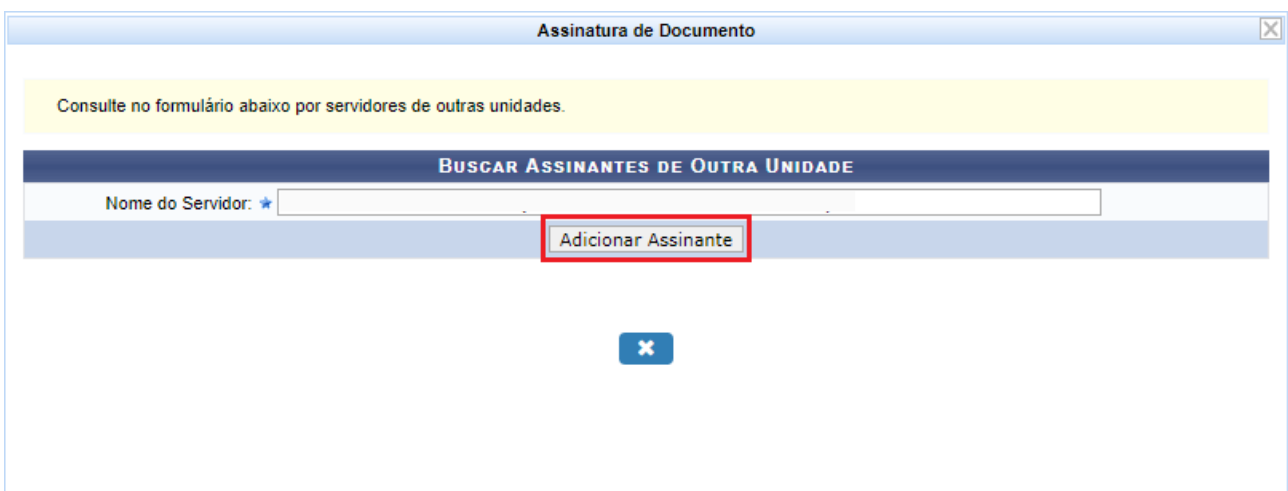 Assinatura de Documento
Consulte no formulário abaixo por servidores de outras unidades.
Buscar Assinantes de Outra Unidade
Nome do Servidor:
Adicionar Assinante